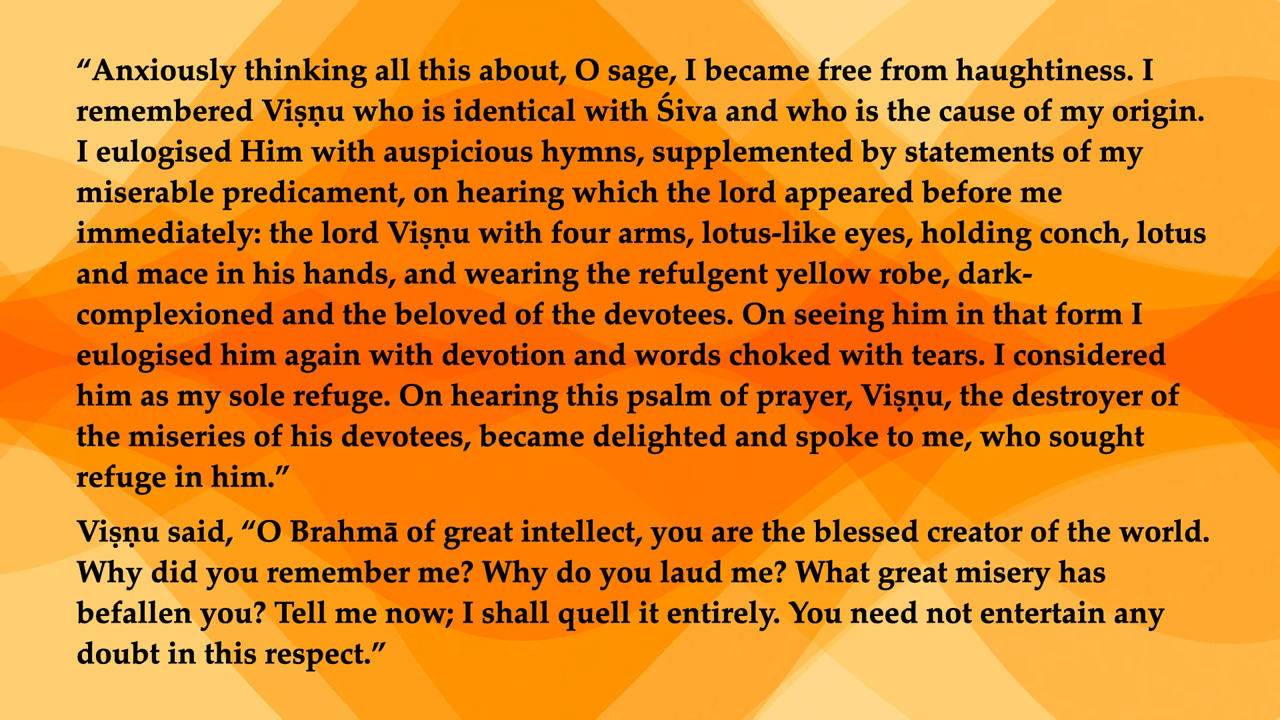 “Anxiously thinking all this about, O sage, I became free from haughtiness. I
remembered Viṣṇu who is identical with Śiva and who is the cause of my origin.
I eulogised Him with auspicious hymns, supplemented by statements of my
miserable predicament, on hearing which the lord appeared before me
immediately: the lord Viṣṇu with four arms, lotus-like eyes, holding conch, lotus
and mace in his hands, and wearing the refulgent yellow robe, dark-
complexioned and the beloved of the devotees. On seeing him in that form I
eulogised him again with devotion and words choked with tears. I considered
him as my sole refuge. On hearing this psalm of prayer, Viṣṇu, the destroyer of
the miseries of his devotees, became delighted and spoke to me, who sought
refuge in him.”
Viṣṇu said, “O Brahmā of great intellect, you are the blessed creator of the world.
Why did you remember me? Why do you laud me? What great misery has
befallen you? Tell me now; I shall quell it entirely. You need not entertain any
doubt in this respect.”